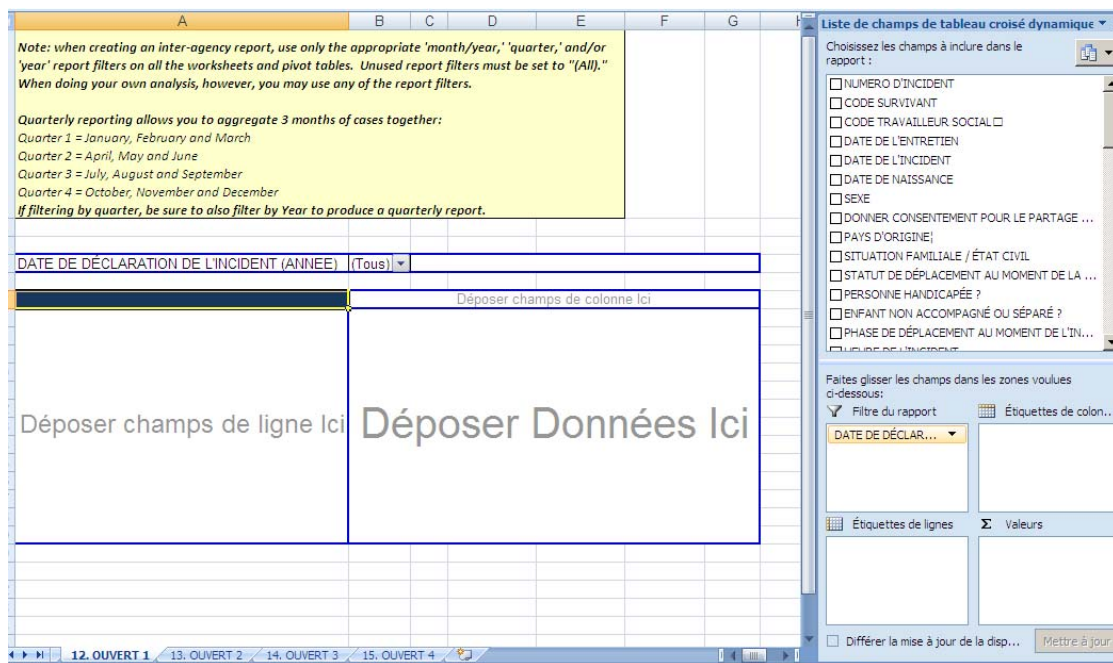 A B C D E F G
Note: when creating an inter-agency report, use only the appropriate 'month/year,' 'quarter,' and/or
'year' report filters on all the worksheets and pivot tables. Unused report filters must be set to "(All)."
When doing your own analysis, however, you may use any of the report filters.
Quarterly reporting allows you to aggregate 3 months of cases together:
Quarter 1 = January, February and March
Quarter 2 = April, May and June
Quarter 3 = July, August and September
Quarter 4 = October, November and December
If filtering by quarter, be sure to also filter by Year to produce a quarterly report.
DATE DE DÉCLARATION DE L'INCIDENT (ANNEE) (Tous)
Déposer champs de colonne Ici
Déposer champs de ligne Ici
Déposer Données Ici
12. OUVERT 1 13. OUVERT 2 14. OUVERT 3 15. OUVERT 4
Liste de champs de tableau croisé dynamique
Choisissez les champs à inclure dans le
rapport :
NUMERO D'INCIDENT
CODE SURVIVANT
CODE TRAVAILLEUR SOCIAL
DATE DE L'ENTRETIEN
DATE DE L'INCIDENT
DATE DE NAISSANCE
SEXE
DONNER CONSENTEMENT POUR LE PARTAGE ...
PAYS D'ORIGINE¦
SITUATION FAMILIALE / ÉTAT CIVIL
STATUT DE DÉPLACEMENT AU MOMENT DE LA ...
PERSONNE HANDICAPÉE ?
ENFANT NON ACCOMPAGNÉ OU SÉPARÉ ?
PHASE DE DÉPLACEMENT AU MOMENT DE L'IN...
Faites glisser les champs dans les zones voulues
ci-dessous:
Filtre du rapport
Étiquettes de colon...
DATE DE DÉCLAR...
Étiquettes de lignes
Σ Valeurs
Différer la mise à jour de la disp...
Mettre à jour